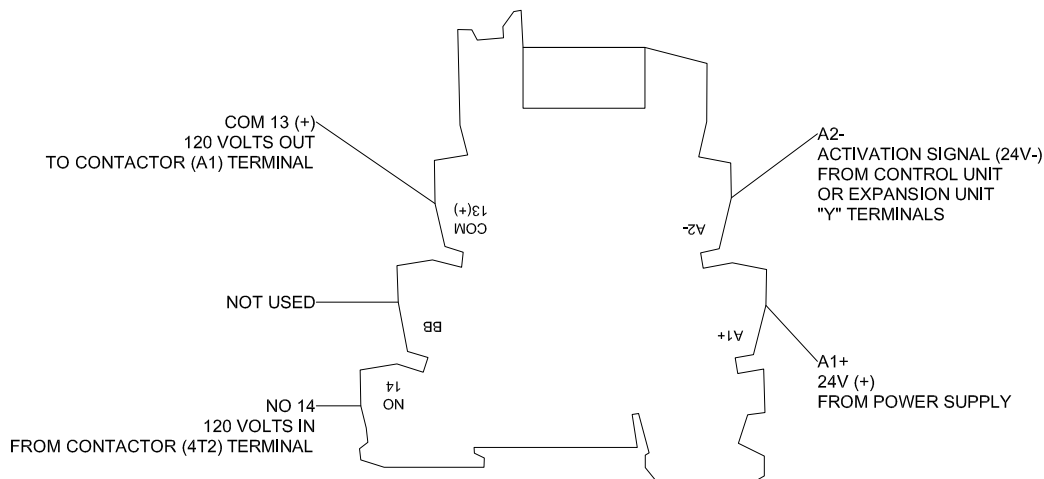 COM 13 (+)
120 VOLTS OUT
TO CONTACTOR (A1) TERMINAL
NOT USED
NO 14
120 VOLTS IN
FROM CONTACTOR (4T2) TERMINAL
COM
13(+)
BB
NO
14
A2-
A1+
A2-
ACTIVATION SIGNAL (24V-)
FROM CONTROL UNIT
OR EXPANSION UNIT
"Y" TERMINALS
A1+
24V (+)
FROM POWER SUPPLY